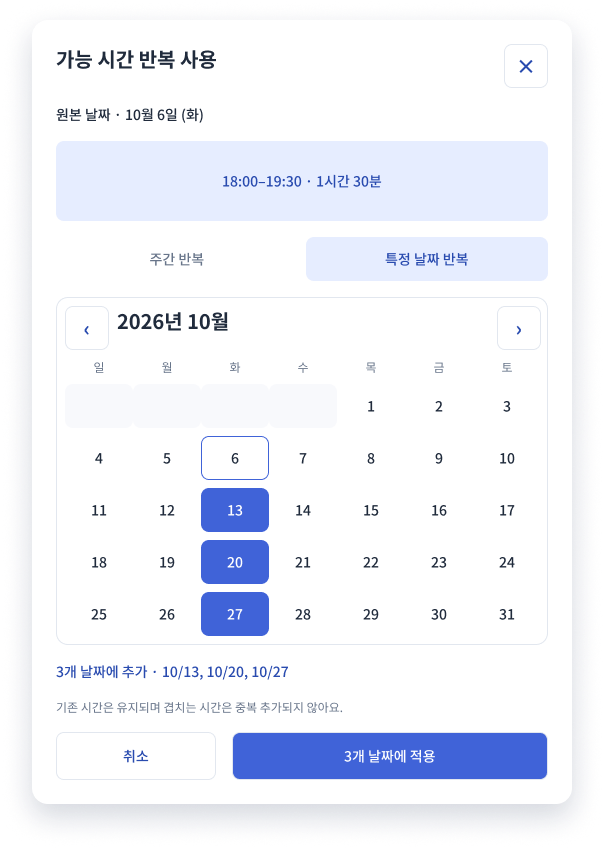 가능 시간 반복 사용
원본 날짜 · 10월 6일 (화)
18:00–19:30 · 1시간 30분
주간 반복 특정 날짜 반복
‹ 2026년 10월 ›
일 월 화 수 목 금 토
1 2 3
4 5 6 7 8 9 10
11 12 13 14 15 16 17
18 19 20 21 22 23 24
25 26 27 28 29 30 31
3개 날짜에 추가 · 10/13, 10/20, 10/27
기존 시간은 유지되며 겹치는 시간은 중복 추가되지 않아요.
취소 3개 날짜에 적용